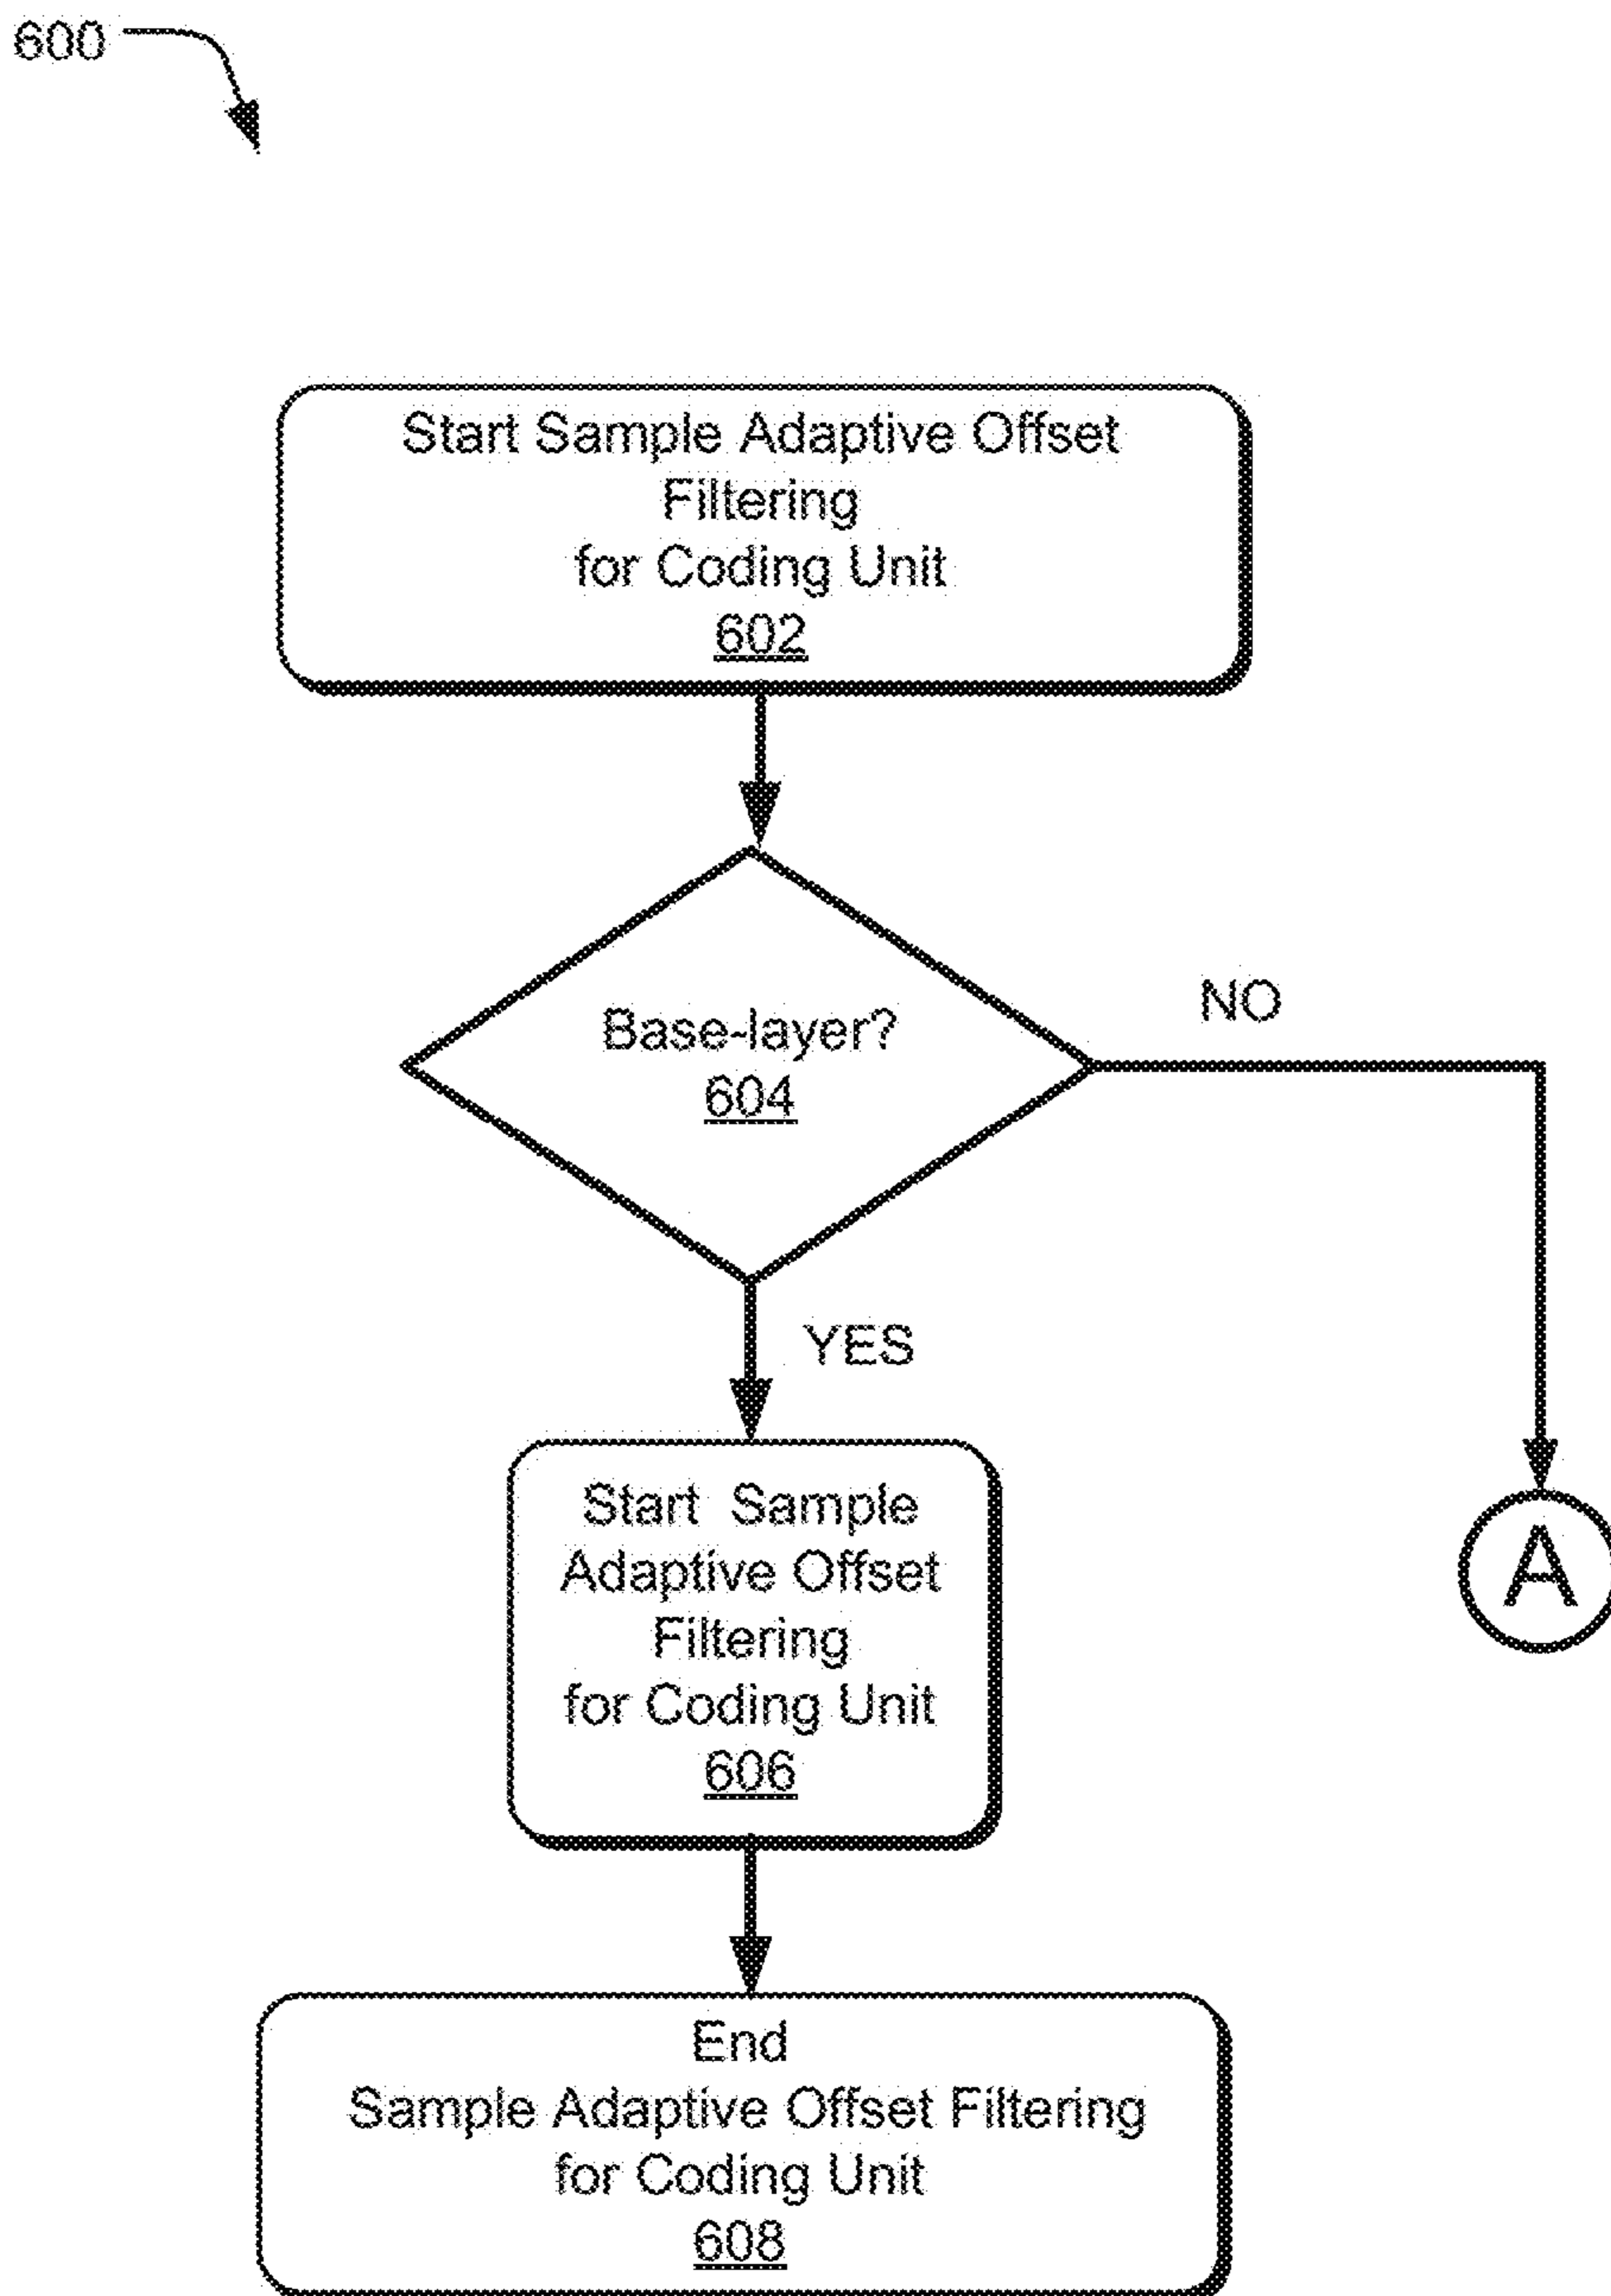 600
Start Sample Adaptive Offset
Filtering
for Coding Unit
602
Base-layer?
604
NO
YES
Start Sample
Adaptive Offset
Filtering
for Coding Unit
606
A
End
Sample Adaptive Offset Filtering
for Coding Unit
608